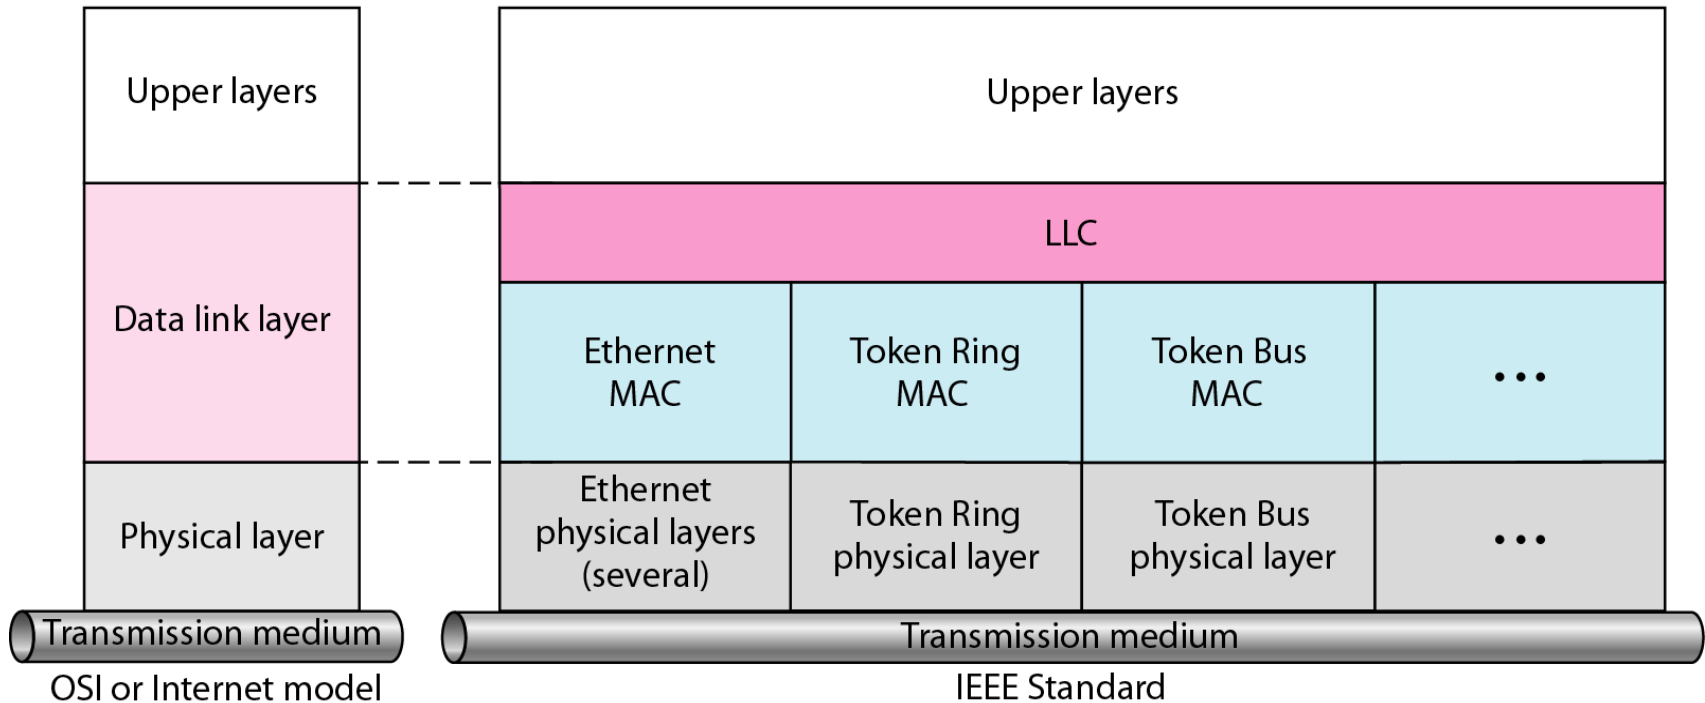 Upper layers
Upper layers
LLC
Data link layer
Ethernet
MAC
Token Ring
MAC
Token Bus
MAC
...
Physical layer
Ethernet
physical layers
(several)
Token Ring
physical layer
Token Bus
physical layer
...
Transmission medium
Transmission medium
OSI or Internet model
IEEE Standard